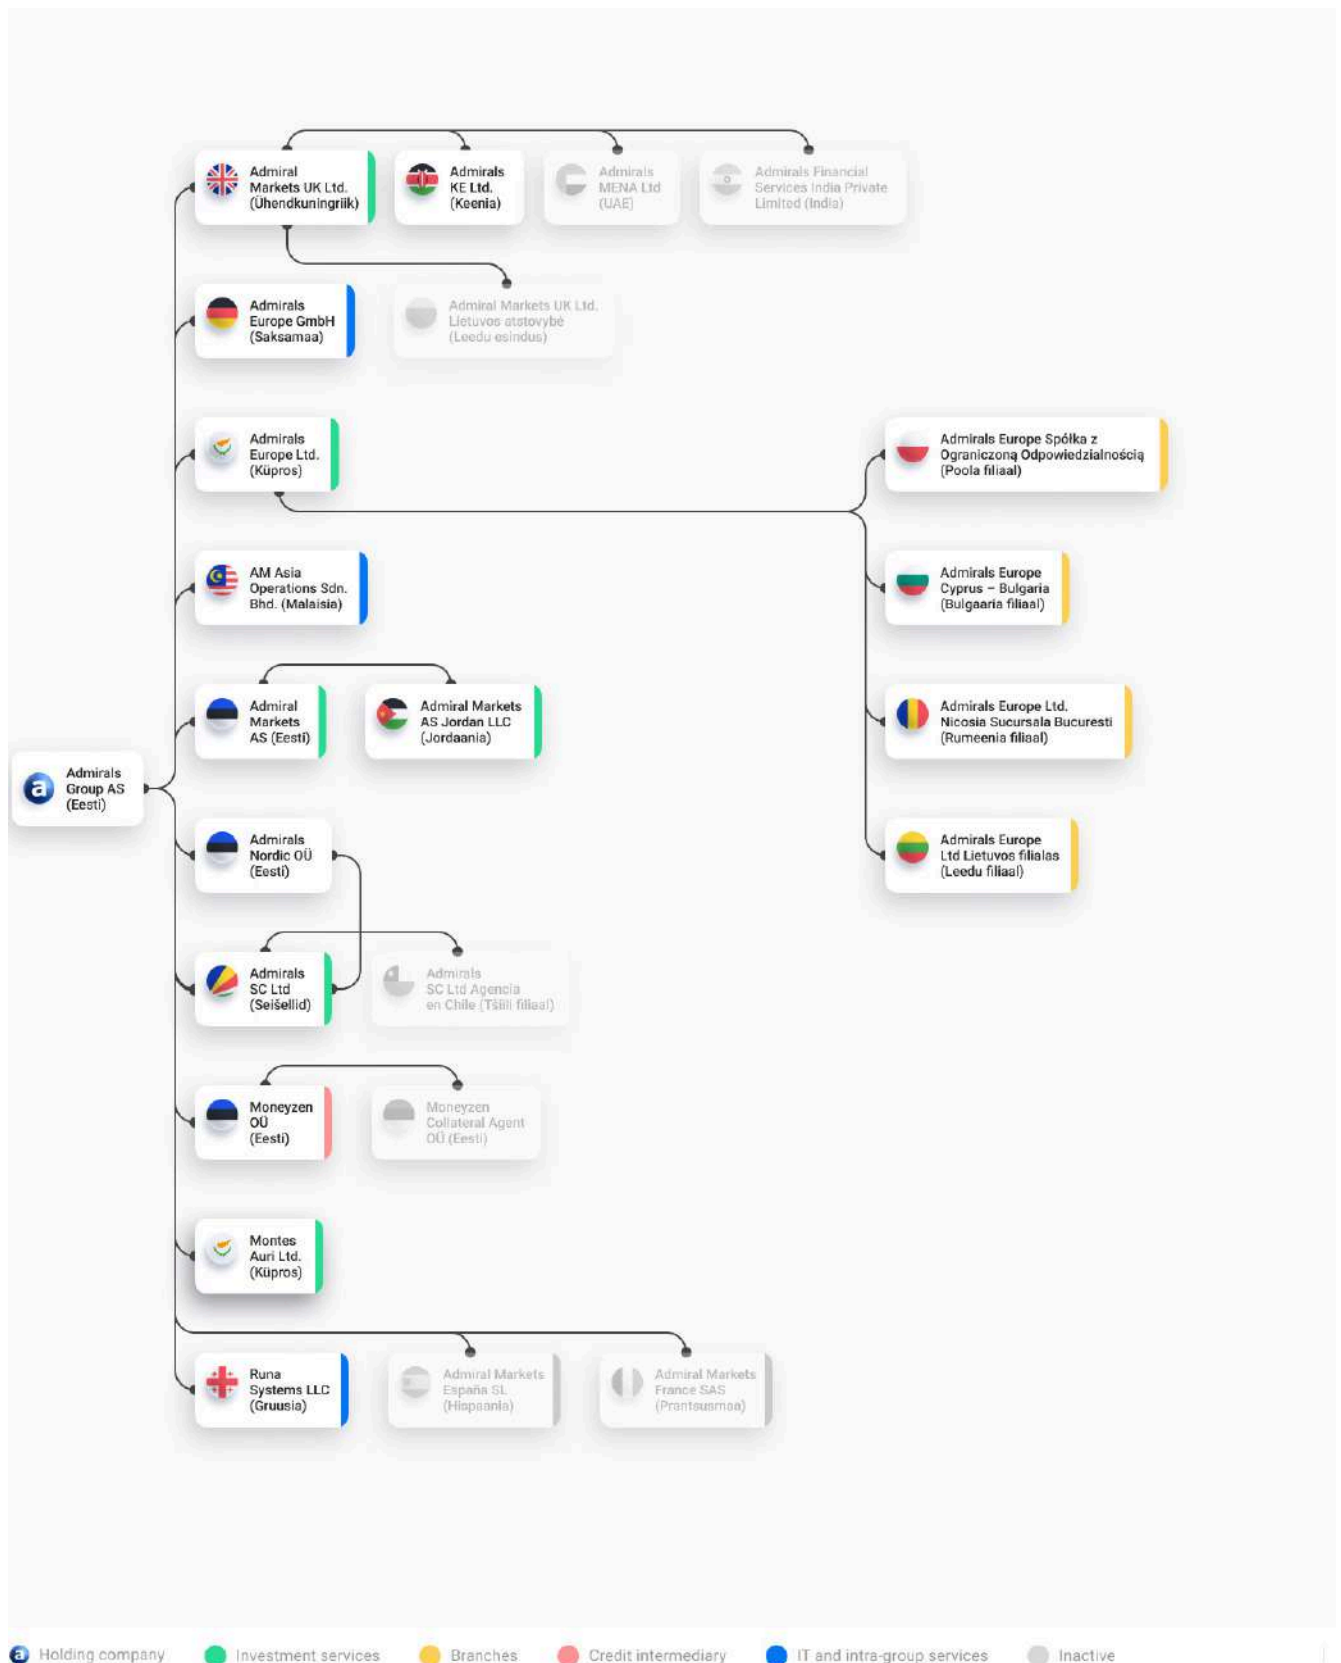 Admiral
Markets UK Ltd.
(Ühendkuningriik)
Admirals
KE Ltd.
(Keenia)
Admirals
MENA Ltd
(UAE)
Admirals Financial
Services India Private
Limited (India)
Admirals
Europe GmbH
(Saksamaa)
Admiral Markets UK Ltd.
Lietuvos atstovybė
(Leedu esindus)
Admirals
Europe Ltd.
(Küpros)
Admirals Europe Spółka z
Ograniczoną Odpowiedzialnością
(Poola filiaal)
AM Asia
Operations Sdn.
Bhd. (Malaisia)
Admirals Europe
Cyprus – Bulgaria
(Bulgaaria filiaal)
Admiral
Markets
AS (Eesti)
Admiral Markets
AS Jordan LLC
(Jordaania)
Admirals Europe Ltd.
Nicosia Sucursala Bucuresti
(Rumeenia filiaal)
a
Admirals
Group AS
(Eesti)
Admirals
Nordic OÜ
(Eesti)
Admirals Europe
Ltd Lietuvos filialas
(Leedu filiaal)
Admirals
SC Ltd
(Seišellid)
Admirals
SC Ltd Agencia
en Chile (Tšiili filiaal)
Moneyzen
OÜ
(Eesti)
Moneyzen
Collateral Agent
OÜ (Eesti)
Montes
Auri Ltd.
(Küpros)
Runa
Systems LLC
(Gruusia)
Admiral Markets
España SL
(Hispaania)
Admiral Markets
France SAS
(Prantsusmaa)
a Holding company Investment services Branches Credit intermediary IT and intra-group services Inactive